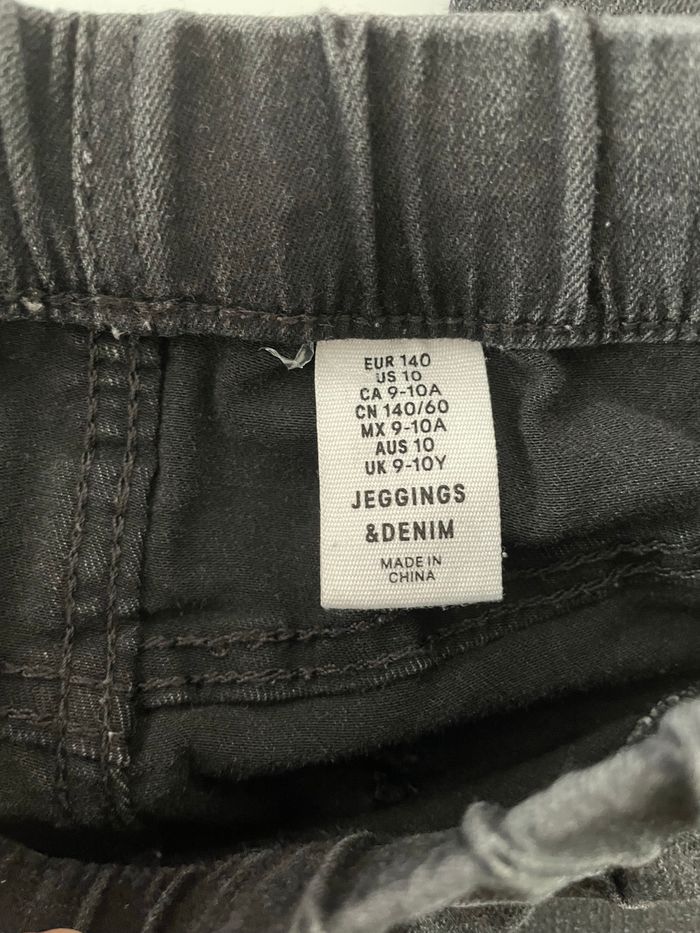 EUR 140
US 10
CA 9-10A
CN 140/60
MX 9-10A
AUS 10
UK 9-10Y
JEGGINGS
&DENIM
MADE IN
CHINA